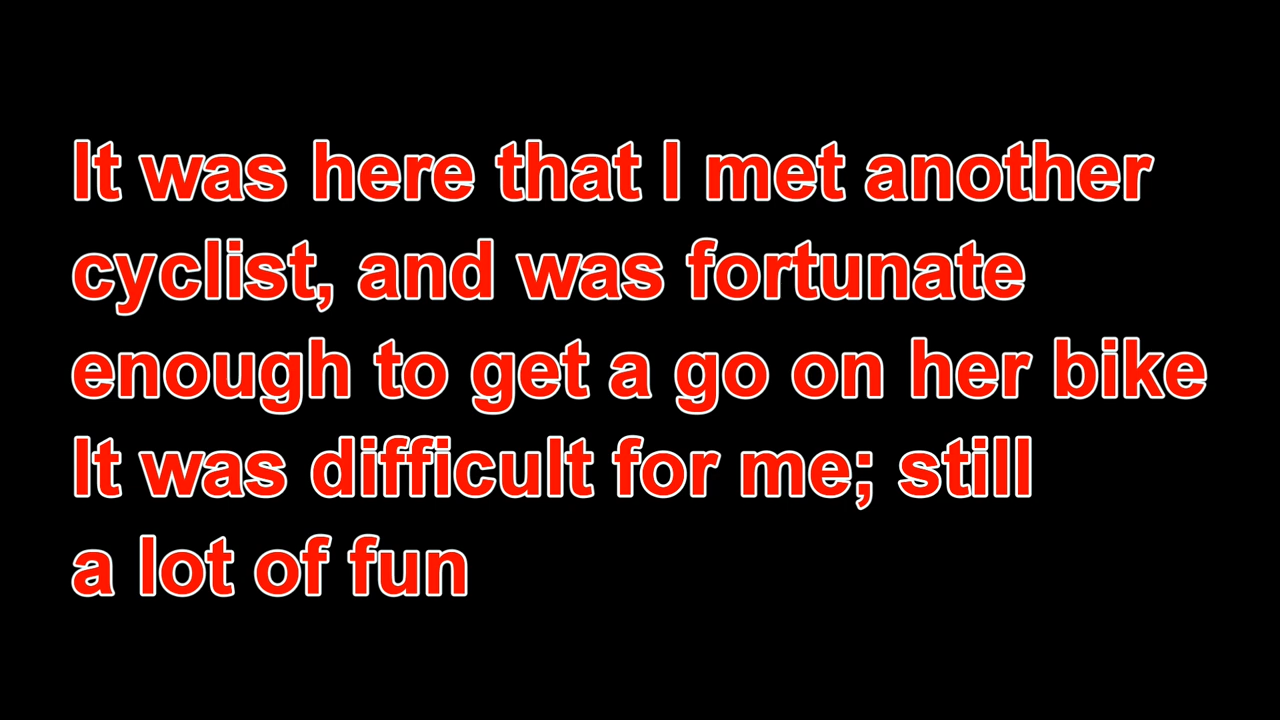 It was here that I met another
cyclist, and was fortunate
enough to get a go on her bike
It was difficult for me; still
a lot of fun